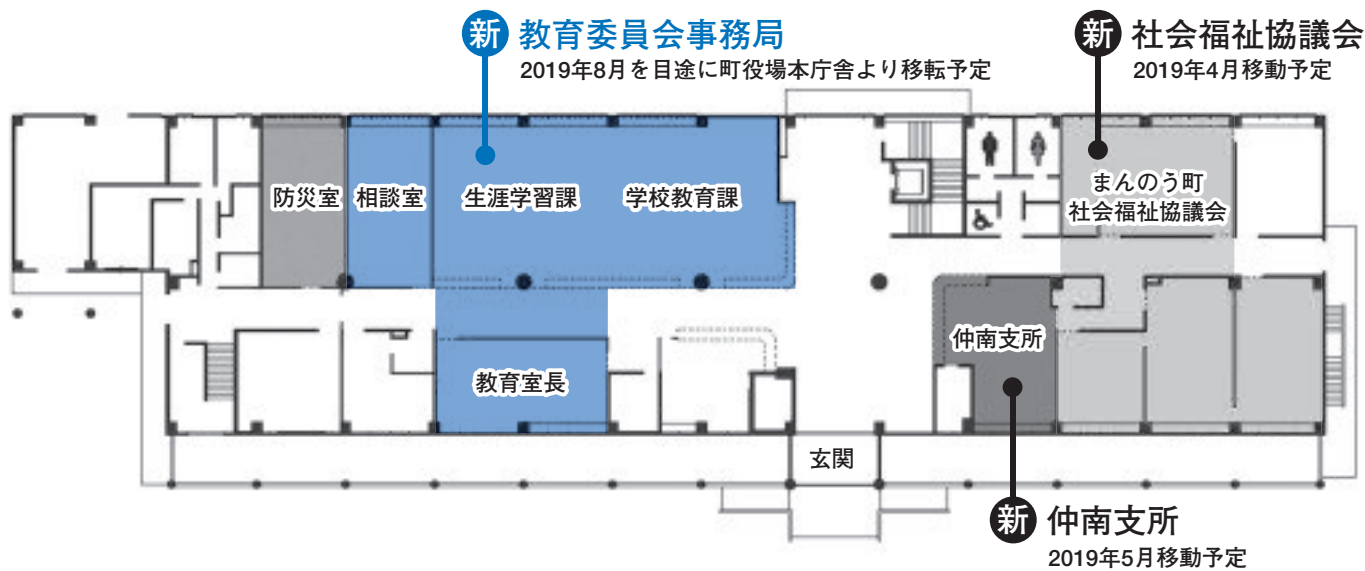 新 教育委員会事務局
2019年8月を目途に町役場本庁舎より移転予定
新 社会福祉協議会
2019年4月移動予定
防災室
相談室
生涯学習課
学校教育課
まんのう町
社会福祉協議会
仲南支所
教育室長
玄関
新 仲南支所
2019年5月移動予定